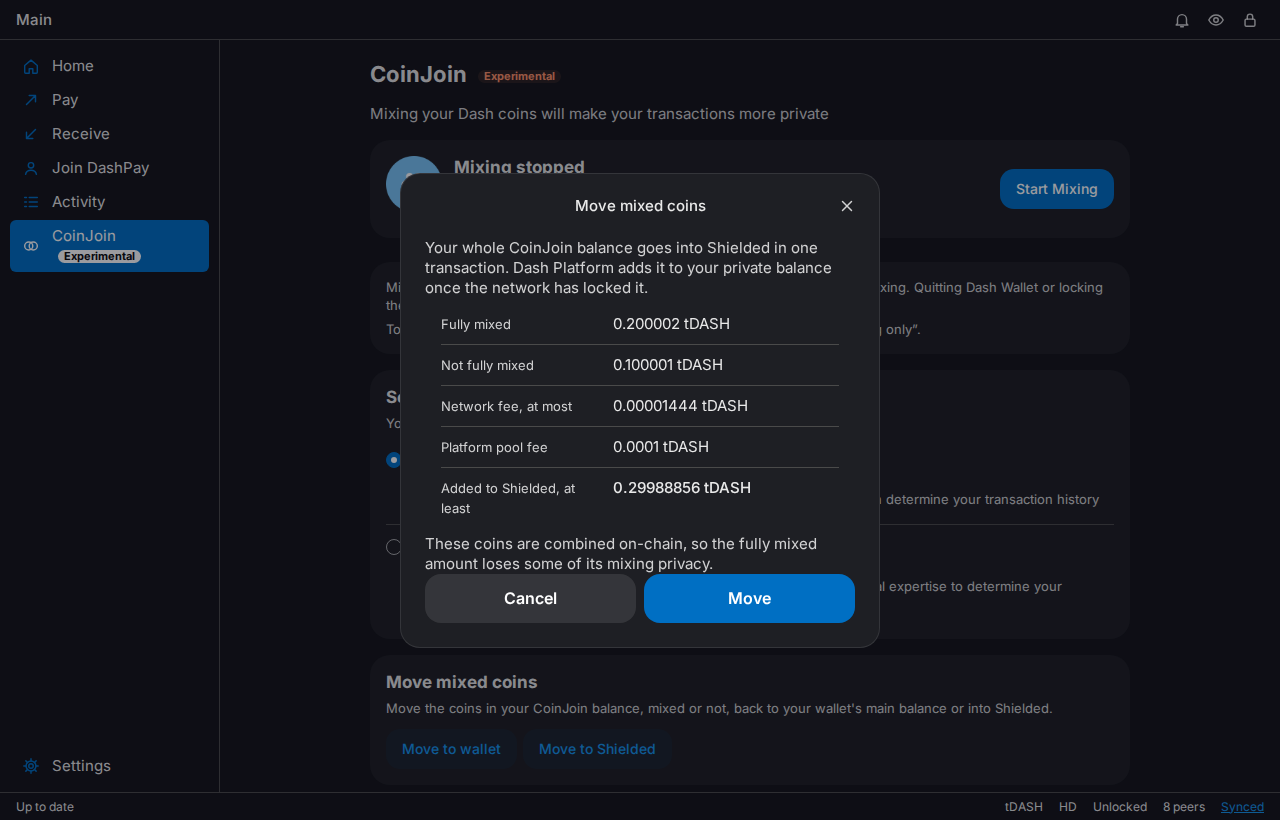 Main
Home
Pay
Receive
Join DashPay
Activity
CoinJoin
Experimental
Settings
CoinJoin Experimental
Mixing your Dash coins will make your transactions more private
Mixing stopped
Start Mixing
xing. Quitting Dash Wallet or locking
only”.
determine your transaction history
expertise to determine your
Move mixed coins
Your whole CoinJoin balance goes into Shielded in one
transaction. Dash Platform adds it to your private balance
once the network has locked it.
Fully mixed 0.200002 tDASH
Not fully mixed 0.100001 tDASH
Network fee, at most 0.00001444 tDASH
Platform pool fee 0.0001 tDASH
Added to Shielded, at 0.29988856 tDASH
least
These coins are combined on-chain, so the fully mixed
amount loses some of its mixing privacy.
Cancel Move
Move mixed coins
Move the coins in your CoinJoin balance, mixed or not, back to your wallet's main balance or into Shielded.
Move to wallet Move to Shielded
Up to date tDASH HD Unlocked 8 peers Synced